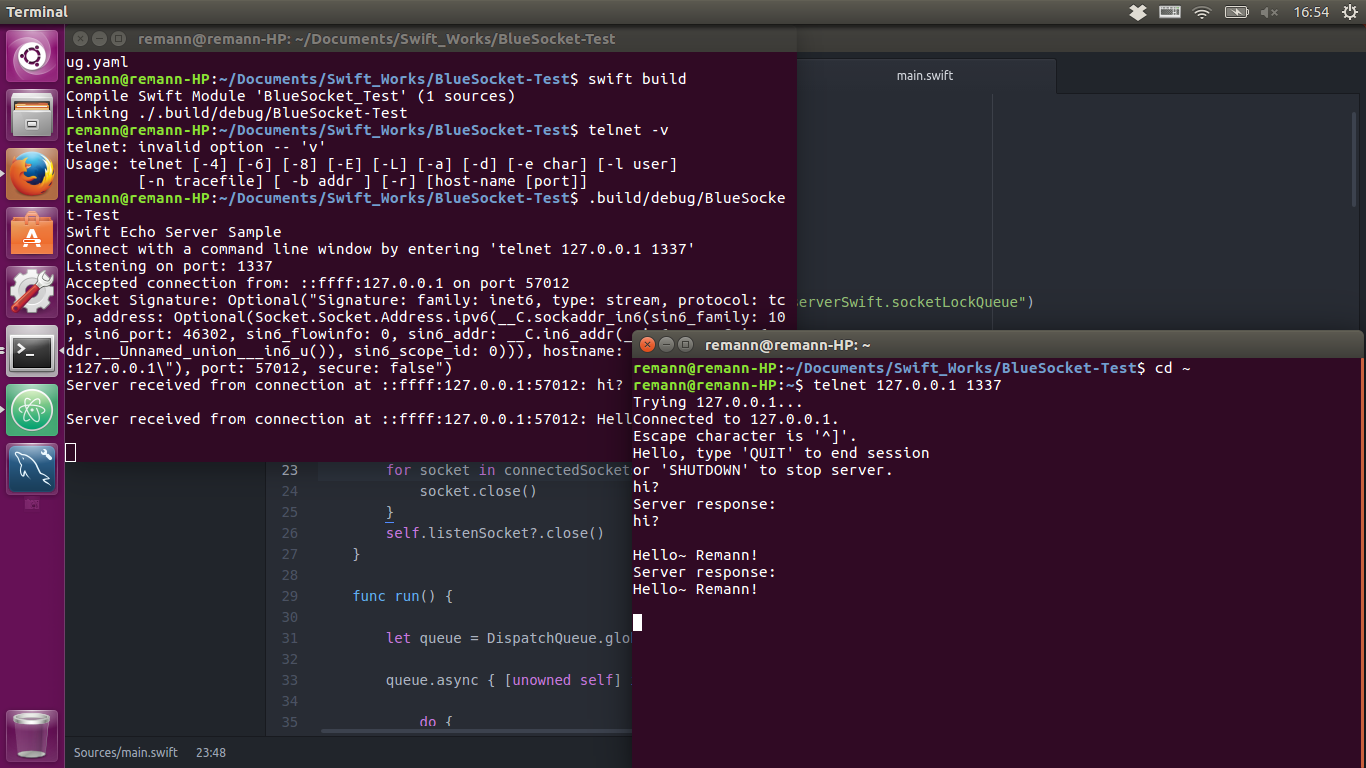 Terminal
16:54
remann@remann-HP: ~/Documents/Swift_Works/BlueSocket-Test
ug.yaml
remann@remann-HP:~/Documents/Swift_Works/BlueSocket-Test$ swift build
Compile Swift Module 'BlueSocket_Test' (1 sources)
Linking ./.build/debug/BlueSocket-Test
remann@remann-HP:~/Documents/Swift_Works/BlueSocket-Test$ telnet -v
telnet: invalid option -- 'v'
Usage: telnet [-4] [-6] [-8] [-E] [-L] [-a] [-d] [-e char] [-l user]
[-n tracefile] [ -b addr ] [-r] [host-name [port]]
remann@remann-HP:~/Documents/Swift_Works/BlueSocket-Test$ .build/debug/BlueSocke
t-Test
Swift Echo Server Sample
Connect with a command line window by entering 'telnet 127.0.0.1 1337'
Listening on port: 1337
Accepted connection from: ::ffff:127.0.0.1 on port 57012
Socket Signature: Optional("Signature: family: inet6, type: stream, protocol: tc
p, address: Optional(Socket.Socket.Address.ipv6(__C.sockaddr_in6(sin6_family: 10
, sin6_port: 46302, sin6_flowinfo: 0, sin6_addr: __C.in6_addr(
ddr.__Unnamed_union___in6_u()), sin6_scope_id: 0))), hostname:
:127.0.0.1\"), port: 57012, secure: false")
Server received from connection at ::ffff:127.0.0.1:57012: hi?
Server received from connection at ::ffff:127.0.0.1:57012: Hell
main.swift
serverSwift.socketLockQueue")
23 for socket in connectedSocket
24 socket.close()
25 }
26 self.listenSocket?.close()
27 }
28
29 func run() {
30
31 let queue = DispatchQueue.glo
32
33 queue.async { [unowned self]
34
35 do {
Sources/main.swift 23:48
remann@remann-HP: ~
remann@remann-HP:~/Documents/Swift_Works/BlueSocket-Test$ cd ~
remann@remann-HP:~$ telnet 127.0.0.1 1337
Trying 127.0.0.1...
Connected to 127.0.0.1.
Escape character is '^]'.
Hello, type 'QUIT' to end session
or 'SHUTDOWN' to stop server.
hi?
Server response:
hi?
Hello~ Remann!
Server response:
Hello~ Remann!